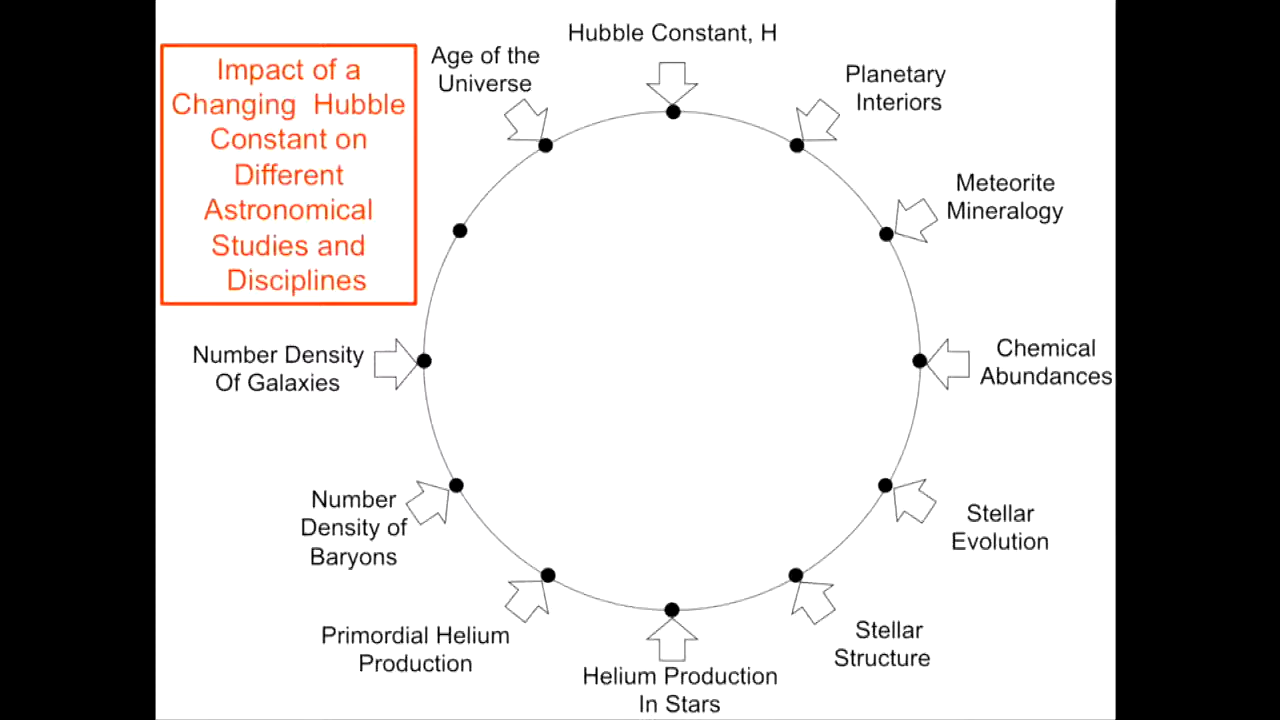 Impact of a
Changing Hubble
Constant on
Different
Astronomical
Studies and
Disciplines
Hubble Constant, H
Planetary
Interiors
Meteorite
Mineralogy
Chemical
Abundances
Stellar
Evolution
Stellar
Structure
Helium Production
In Stars
Primordial Helium
Production
Number
Density of
Baryons
Number Density
Of Galaxies
Age of the
Universe